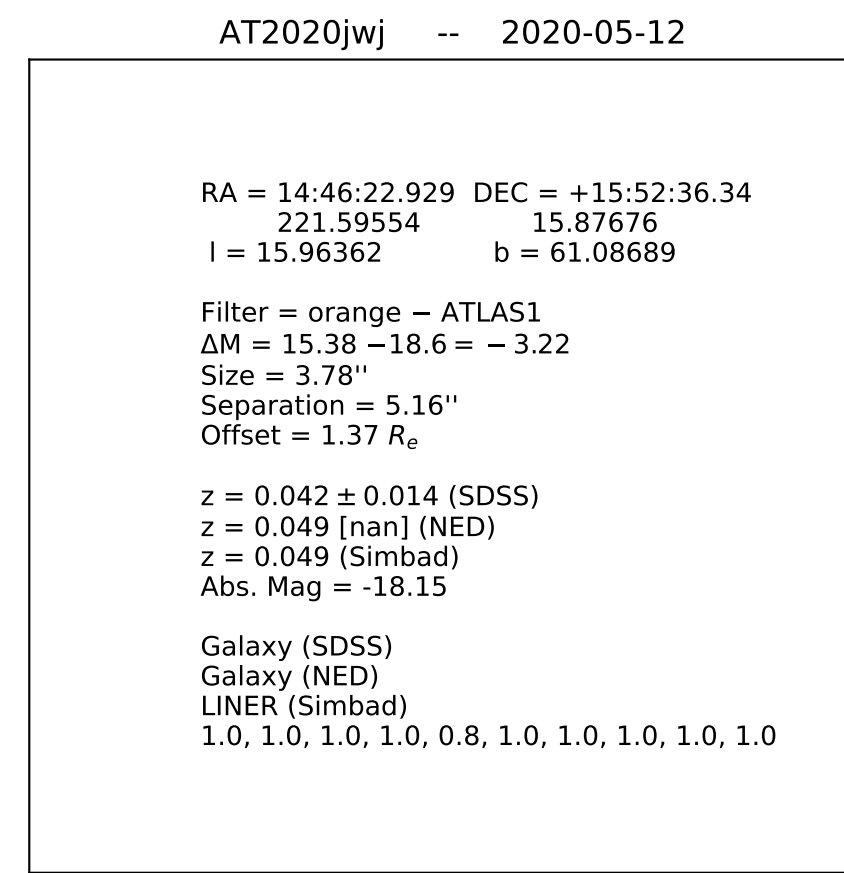 AT2020jwj -- 2020-05-12
RA = 14:46:22.929 DEC = +15:52:36.34
221.59554 15.87676
l = 15.96362 b = 61.08689
Filter = orange − ATLAS1
ΔM = 15.38 −18.6 = − 3.22
Size = 3.78''
Separation = 5.16''
Offset = 1.37 Rₑ
z = 0.042 ± 0.014 (SDSS)
z = 0.049 [nan] (NED)
z = 0.049 (Simbad)
Abs. Mag = -18.15
Galaxy (SDSS)
Galaxy (NED)
LINER (Simbad)
1.0, 1.0, 1.0, 1.0, 0.8, 1.0, 1.0, 1.0, 1.0, 1.0